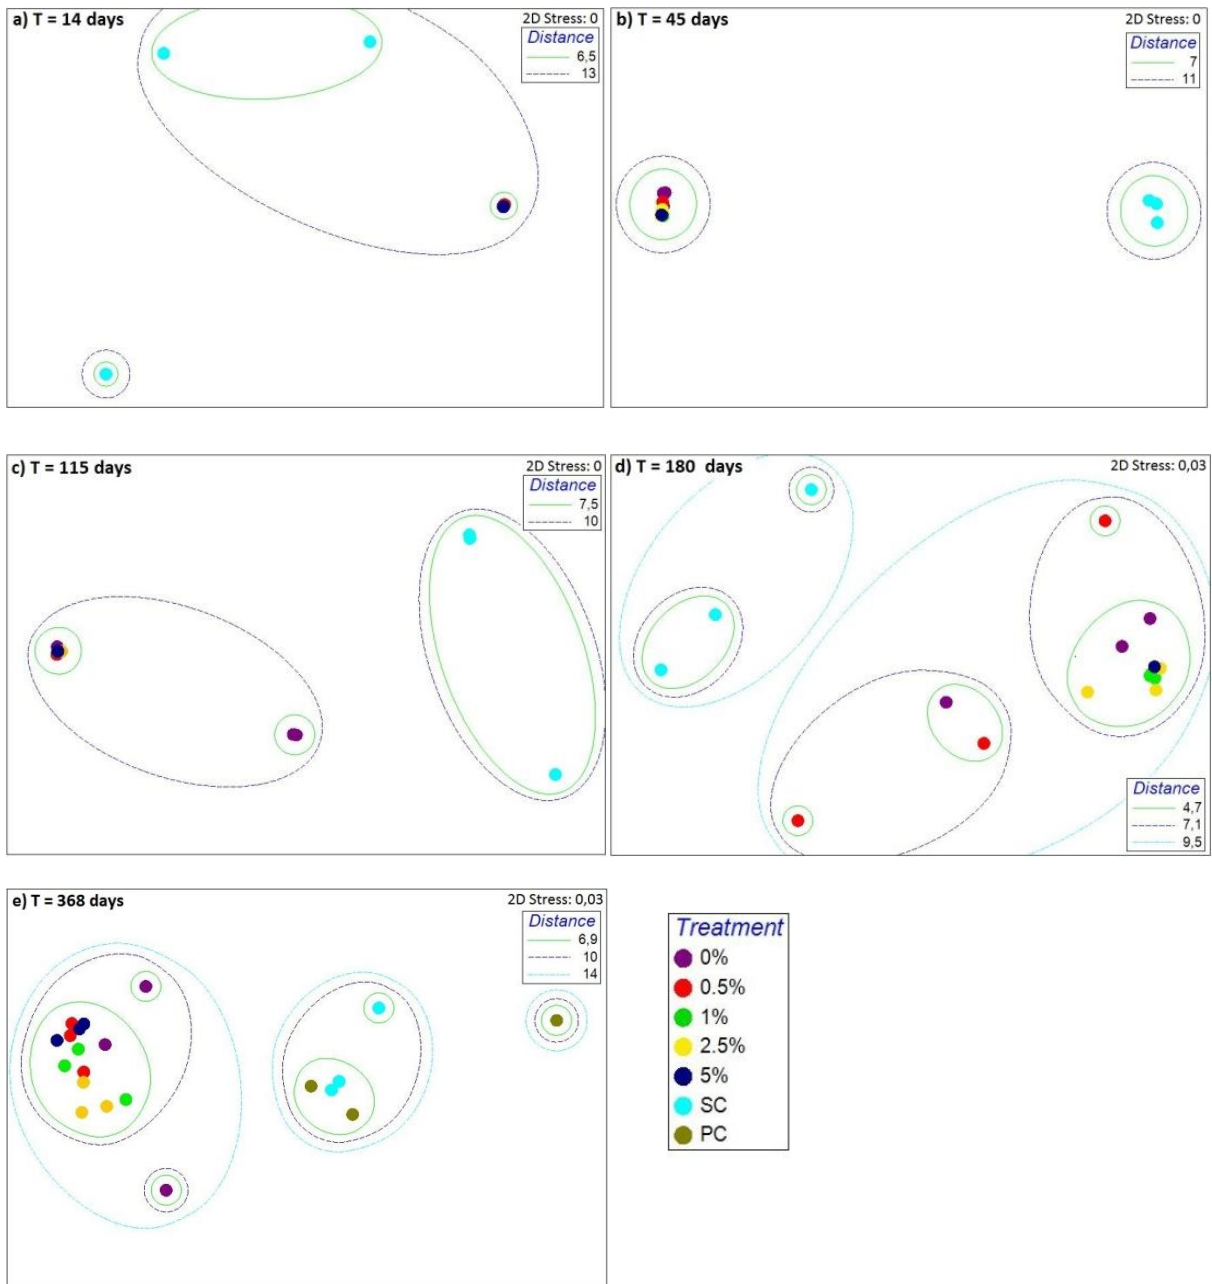 a) T = 14 days
2D Stress: 0
Distance
6,5
13
b) T = 45 days
2D Stress: 0
Distance
7
11
c) T = 115 days
2D Stress: 0
Distance
7,5
10
d) T = 180 days
2D Stress: 0,03
Distance
4,7
7,1
9,5
e) T = 368 days
2D Stress: 0,03
Distance
6,9
10
14
Treatment
0%
0.5%
1%
2.5%
5%
SC
PC